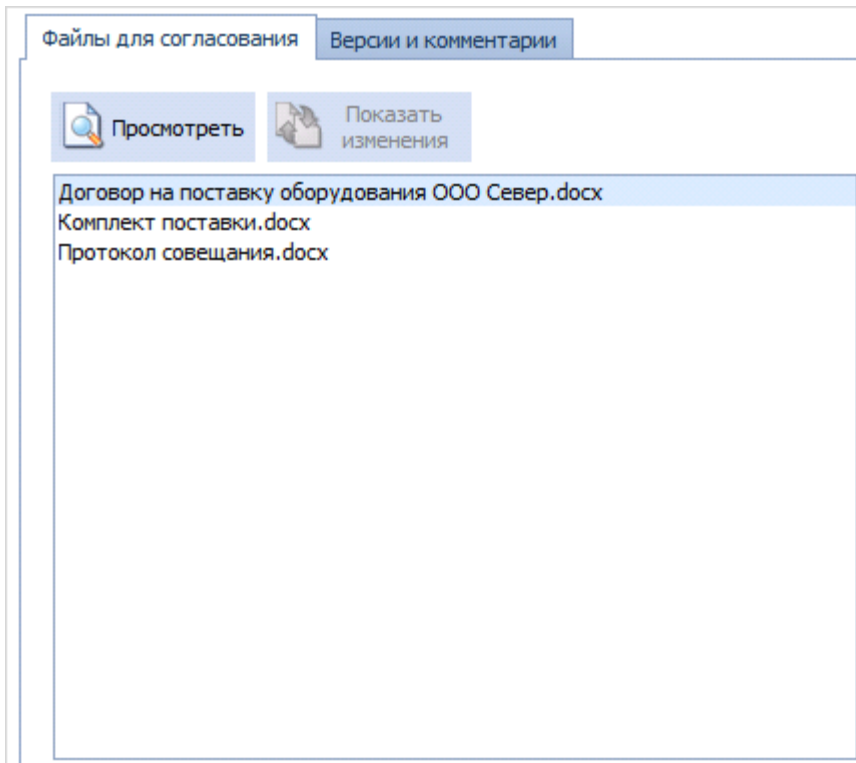 Файлы для согласования
Версии и комментарии
Просмотреть
Показать
изменения
Договор на поставку оборудования ООО Север.docx
Комплект поставки.docx
Протокол совещания.docx